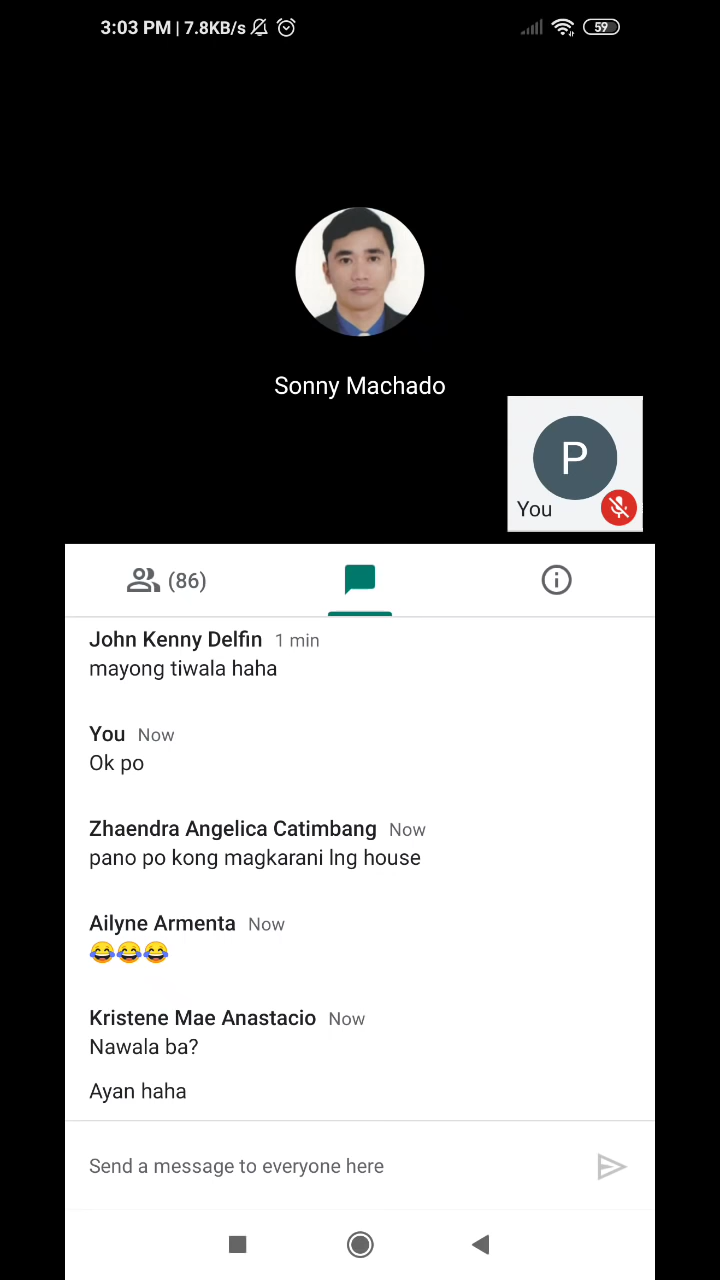 3:03 PM | 7.8KB/s
59
Sonny Machado
P
You
(86)
John Kenny Delfin 1 min
mayong tiwala haha
You Now
Ok po
Zhaendra Angelica Catimbang Now
pano po kong magkarani lng house
Ailyne Armenta Now
😂😂😂
Kristene Mae Anastacio Now
Nawala ba?
Ayan haha
Send a message to everyone here